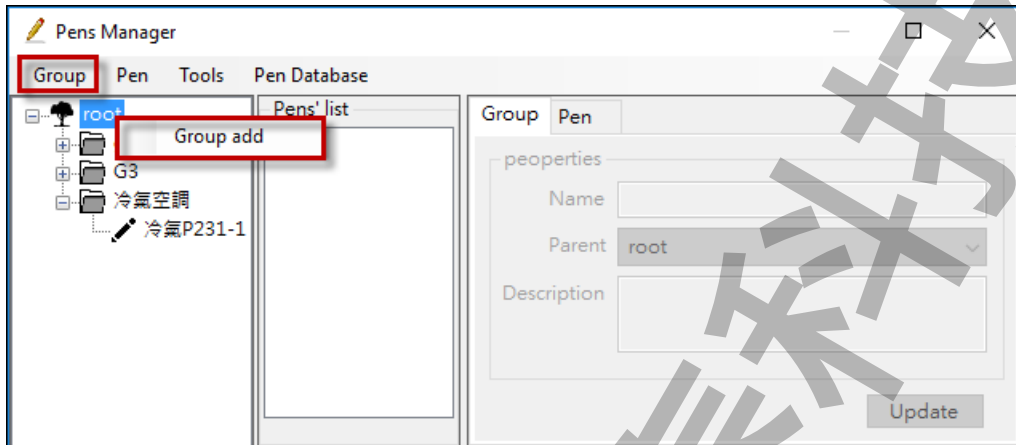 Pens Manager
Group Pen Tools Pen Database
root
Group add
G3
冷氣空調
冷氣P231-1
Pens' list
Group Pen
peoperties
Name
Parent root
Description
Update